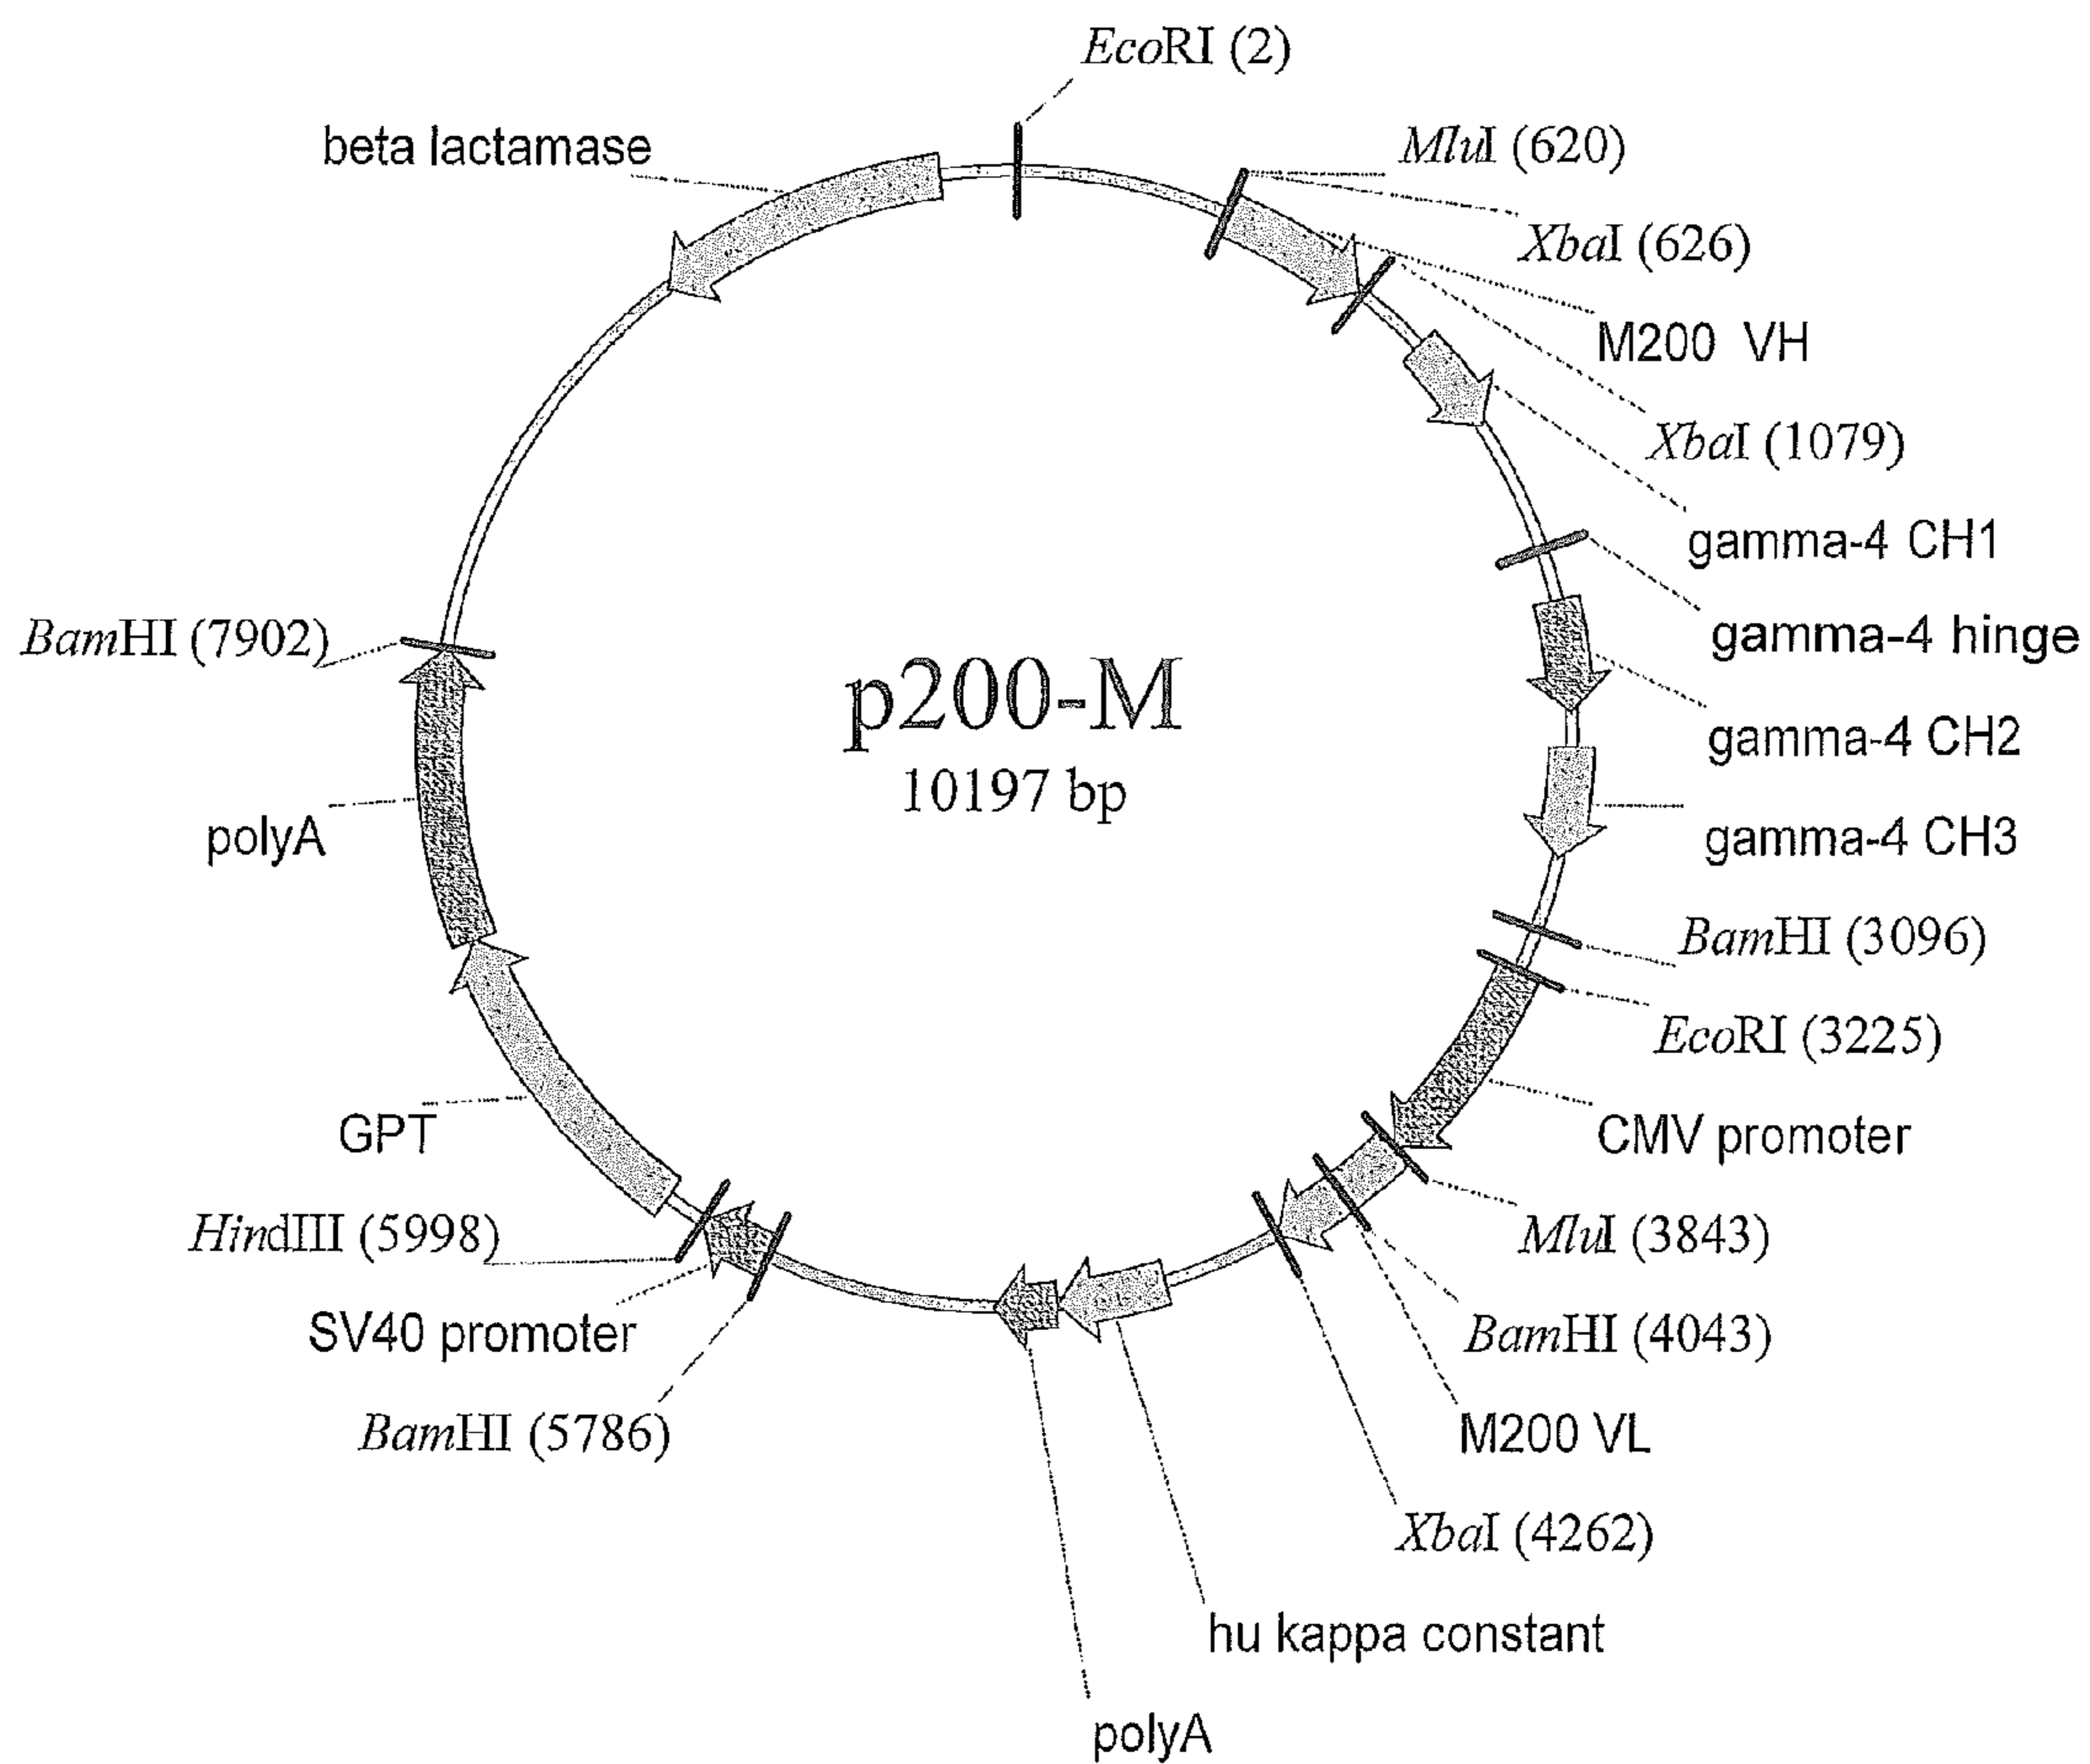 EcoRI (2)
beta lactamase
MluI (620)
XbaI (626)
M200 VH
XbaI (1079)
gamma-4 CH1
gamma-4 hinge
BamHI (7902)
p200-M
10197 bp
gamma-4 CH2
polyA
gamma-4 CH3
BamHI (3096)
EcoRI (3225)
GPT
CMV promoter
HindIII (5998)
MluI (3843)
SV40 promoter
BamHI (4043)
BamHI (5786)
M200 VL
XbaI (4262)
hu kappa constant
polyA